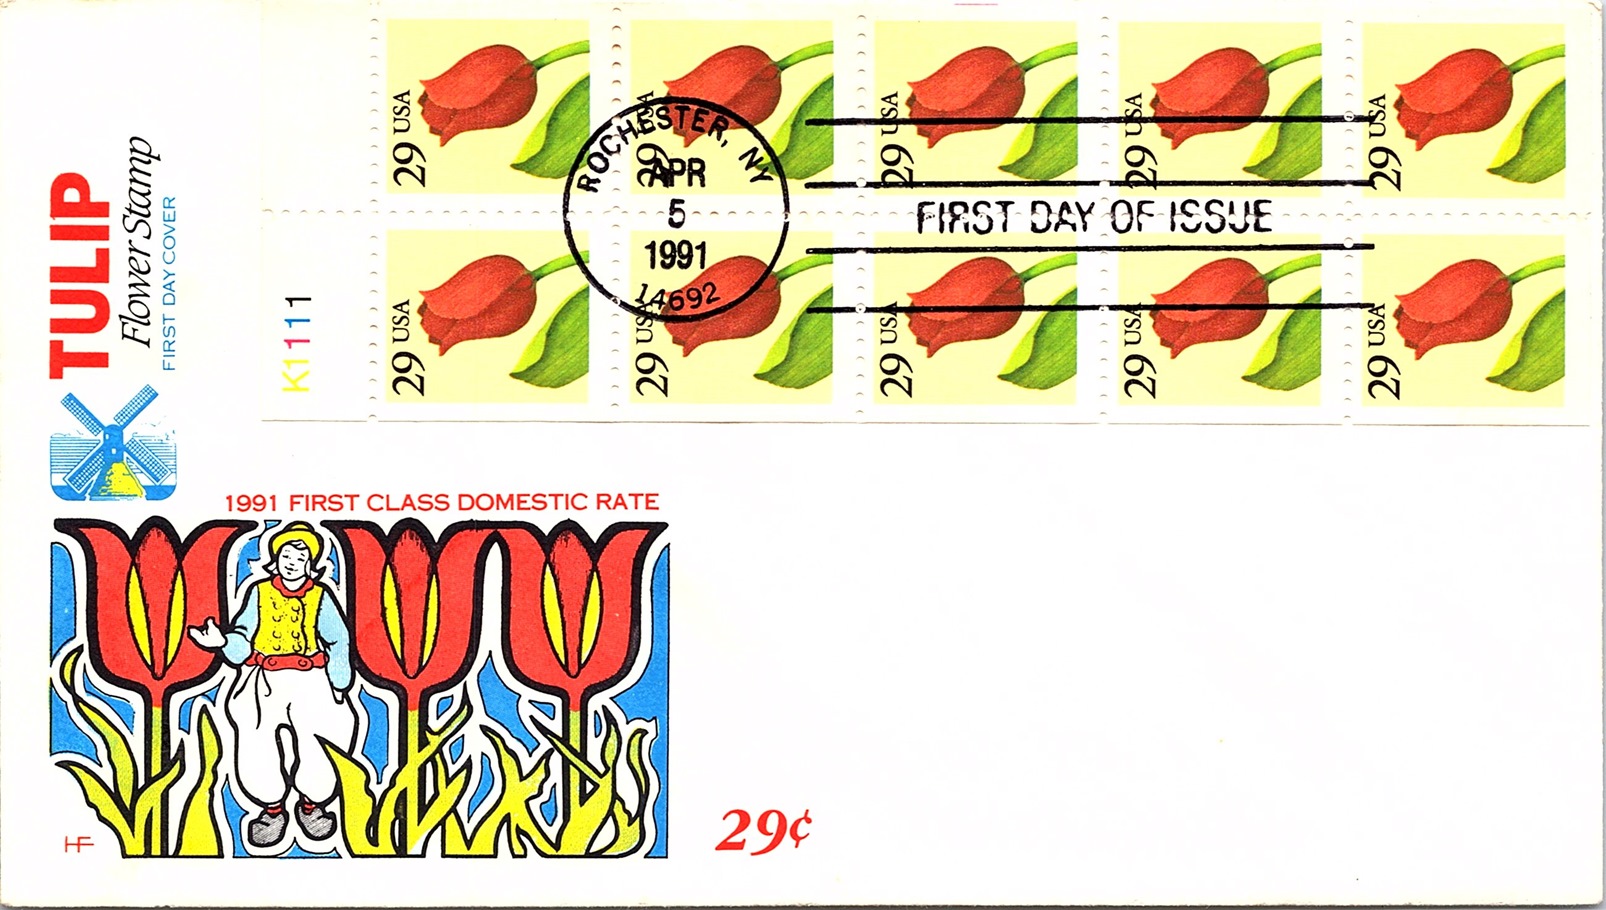 29 USA
29 USA
29 USA
29 USA
29 USA
29 USA
29 USA
29 USA
29 USA
29 USA
ROCHESTER, NY
APR
5
1991
14692
FIRST DAY OF ISSUE
K1111
TULIP
Flower Stamp
FIRST DAY COVER
1991 FIRST CLASS DOMESTIC RATE
HF
29¢